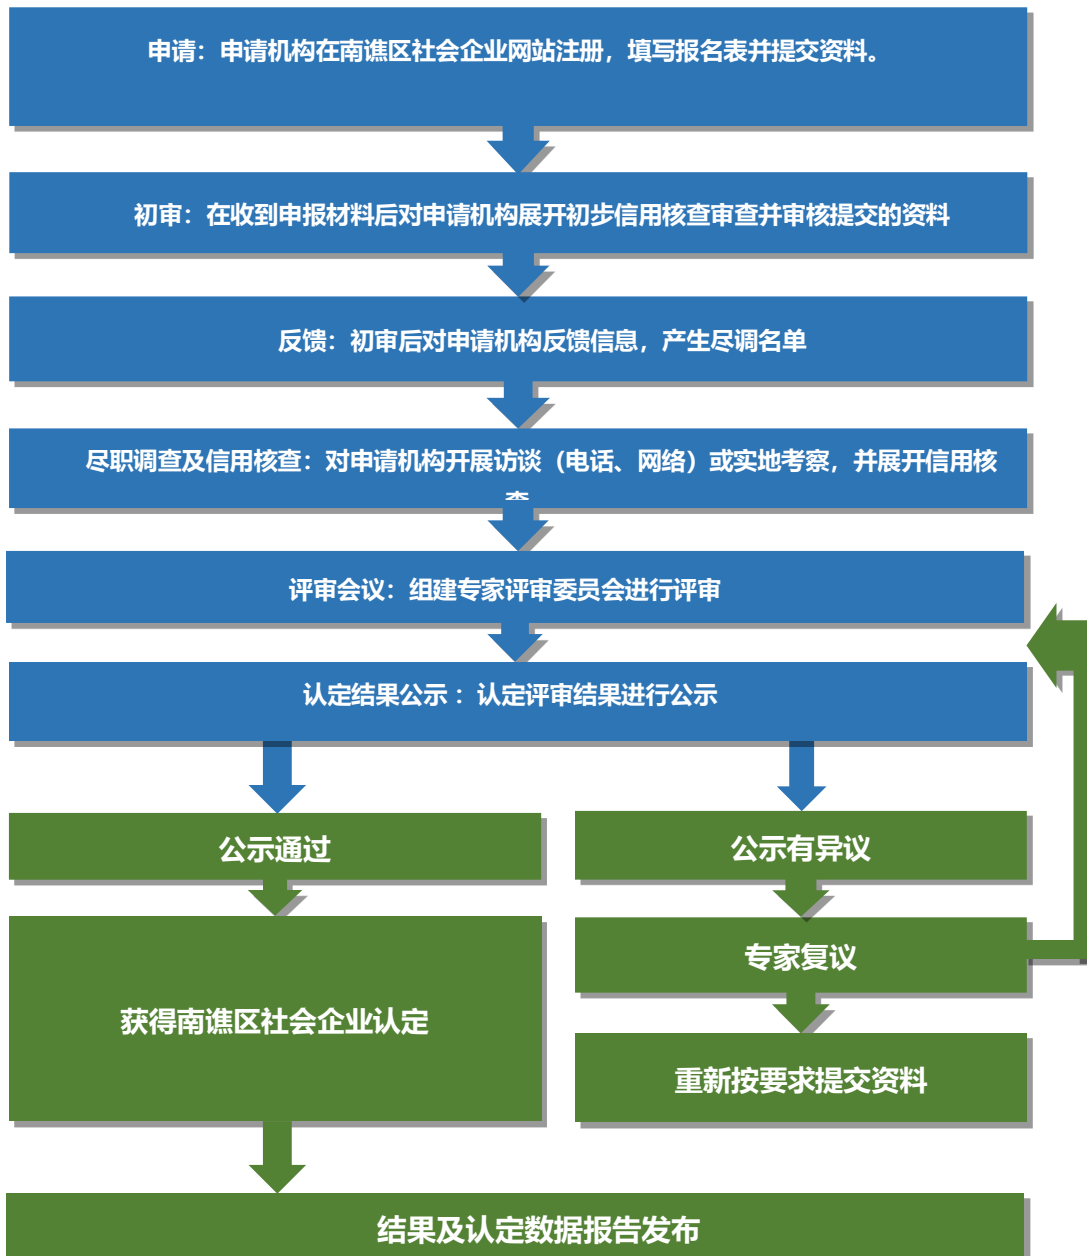 申请：申请机构在南谯区社会企业网站注册，填写报名表并提交资料。
初审：在收到申报材料后对申请机构展开初步信用核查审查并审核提交的资料
反馈：初审后对申请机构反馈信息，产生尽调名单
尽职调查及信用核查：对申请机构开展访谈（电话、网络）或实地考察，并展开信用核
查
评审会议：组建专家评审委员会进行评审
认定结果公示 ：认定评审结果进行公示
公示通过
公示有异议
专家复议
获得南谯区社会企业认定
重新按要求提交资料
结果及认定数据报告发布